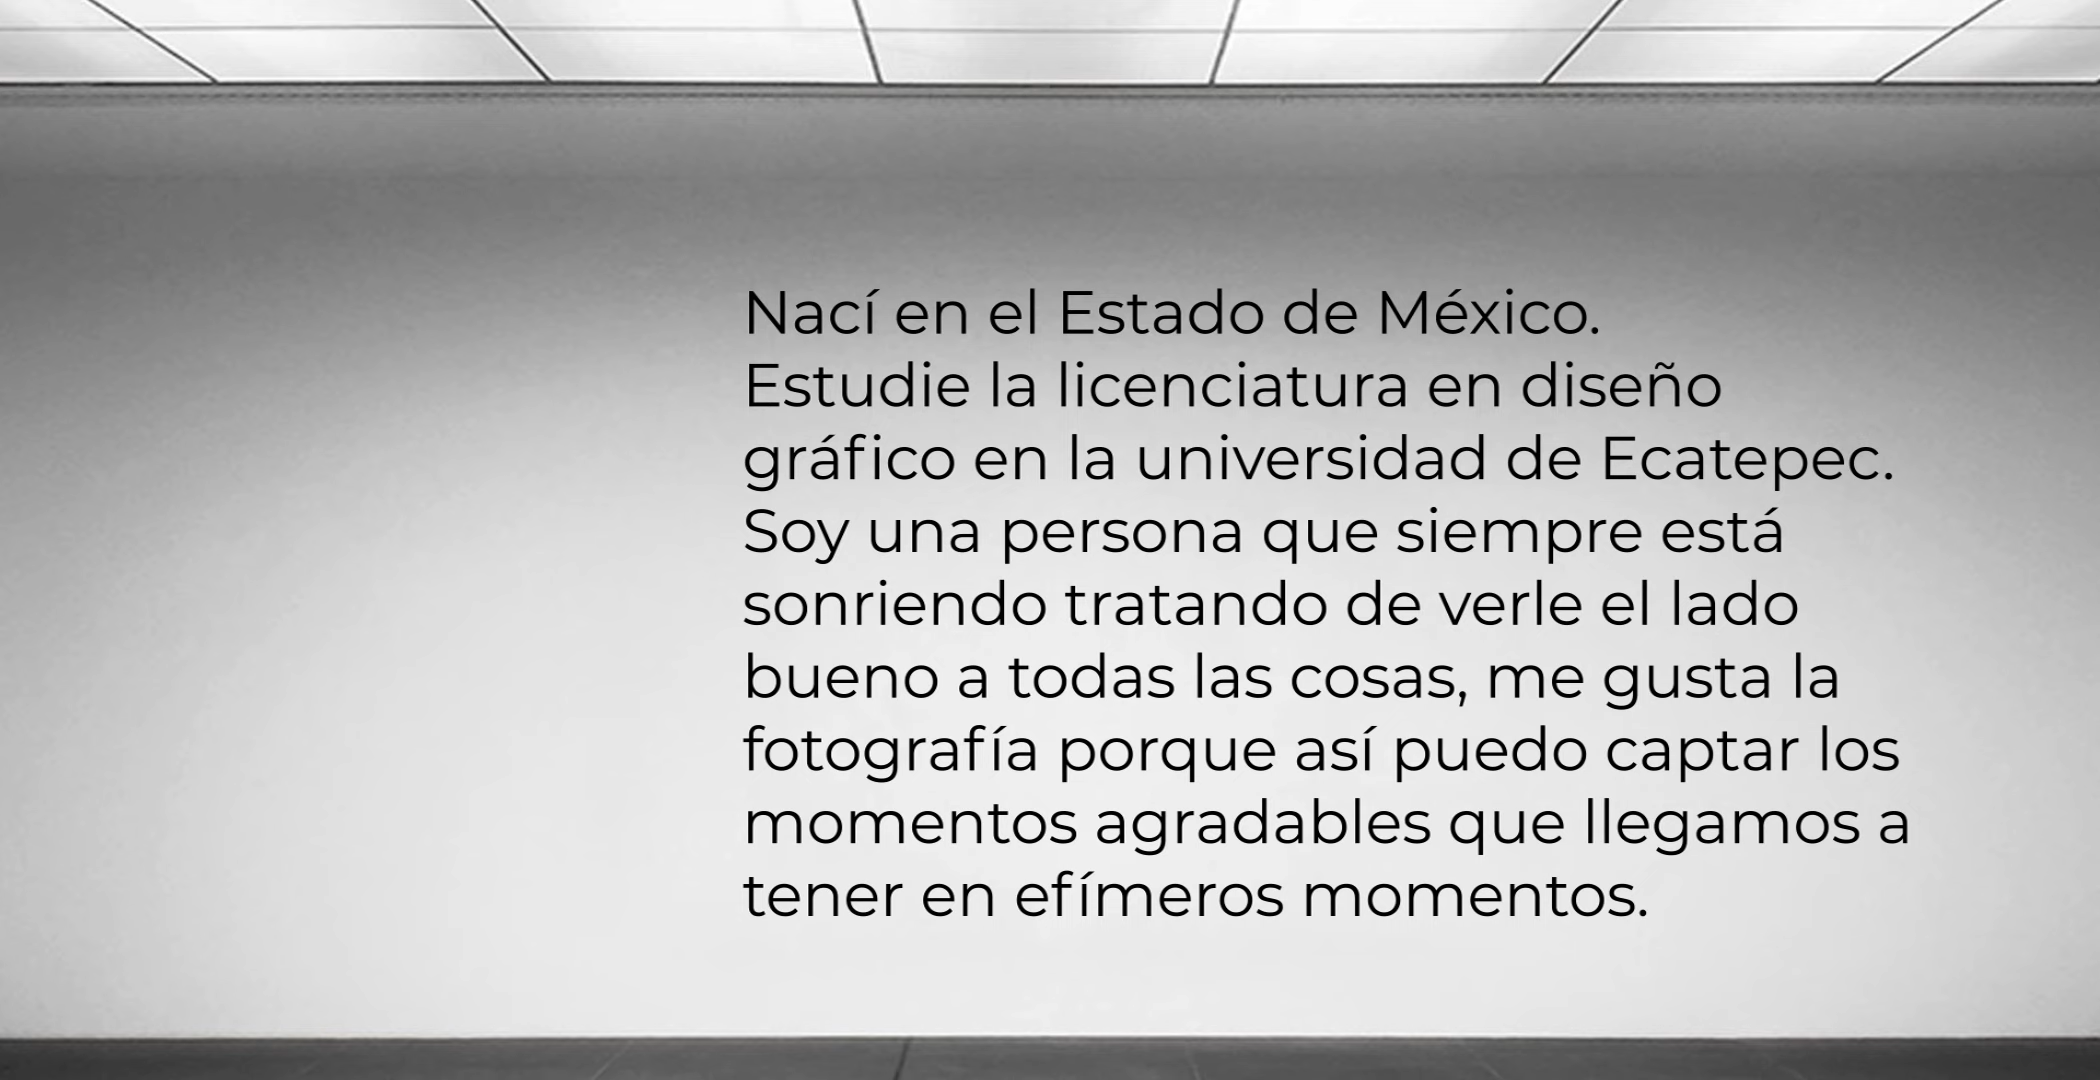 Nací en el Estado de México.
Estudie la licenciatura en diseño
gráfico en la universidad de Ecatepec.
Soy una persona que siempre está
sonriendo tratando de verle el lado
bueno a todas las cosas, me gusta la
fotografía porque así puedo captar los
momentos agradables que llegamos a
tener en efímeros momentos.